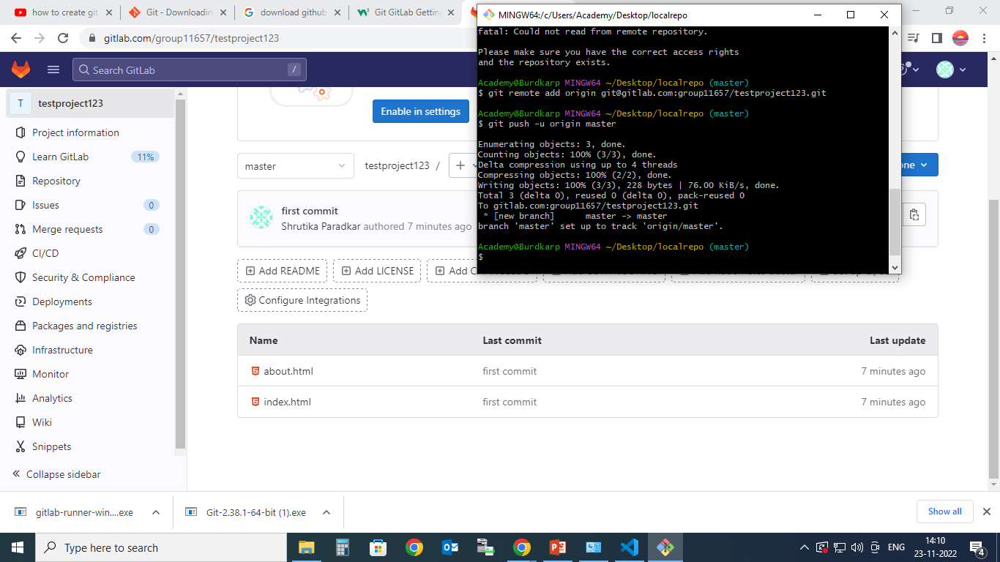 how to create git
Git - Downloadin
download github
Git GitLab Gettin
gitlab.com/group11657/testproject123
Search GitLab
/
T
testproject123
Project information
Learn GitLab
11%
Repository
Issues
0
Merge requests
0
CI/CD
Security & Compliance
Deployments
Packages and registries
Infrastructure
Monitor
Analytics
Wiki
Snippets
Collapse sidebar
Enable in settings
master
testproject123 /
first commit
Shrutika Paradkar authored 7 minutes ago
Add README
Add LICENSE
Configure Integrations
Name Last commit Last update
about.html first commit 7 minutes ago
index.html first commit 7 minutes ago
MINGW64:/c/Users/Academy/Desktop/localrepo
fatal: Could not read from remote repository.
Please make sure you have the correct access rights
and the repository exists.
Academy@Burdkarp MINGW64 ~/Desktop/localrepo (master)
$ git remote add origin git@gitlab.com:group11657/testproject123.git
Academy@Burdkarp MINGW64 ~/Desktop/localrepo (master)
$ git push -u origin master
Enumerating objects: 3, done.
Counting objects: 100% (3/3), done.
Delta compression using up to 4 threads
Compressing objects: 100% (2/2), done.
Writing objects: 100% (3/3), 228 bytes | 76.00 KiB/s, done.
Total 3 (delta 0), reused 0 (delta 0), pack-reused 0
To gitlab.com:group11657/testproject123.git
* [new branch] master -> master
branch 'master' set up to track 'origin/master'.
Academy@Burdkarp MINGW64 ~/Desktop/localrepo (master)
$
gitlab-runner-win....exe
Git-2.38.1-64-bit (1).exe
Show all
Type here to search
ENG
14:10
23-11-2022
4